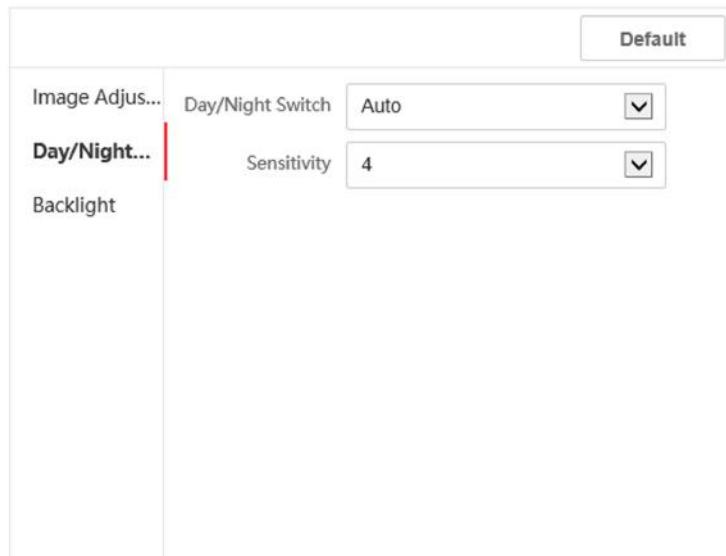 Default
Image Adjus...
Day/Night Switch Auto
Day/Night...
Sensitivity 4
Backlight